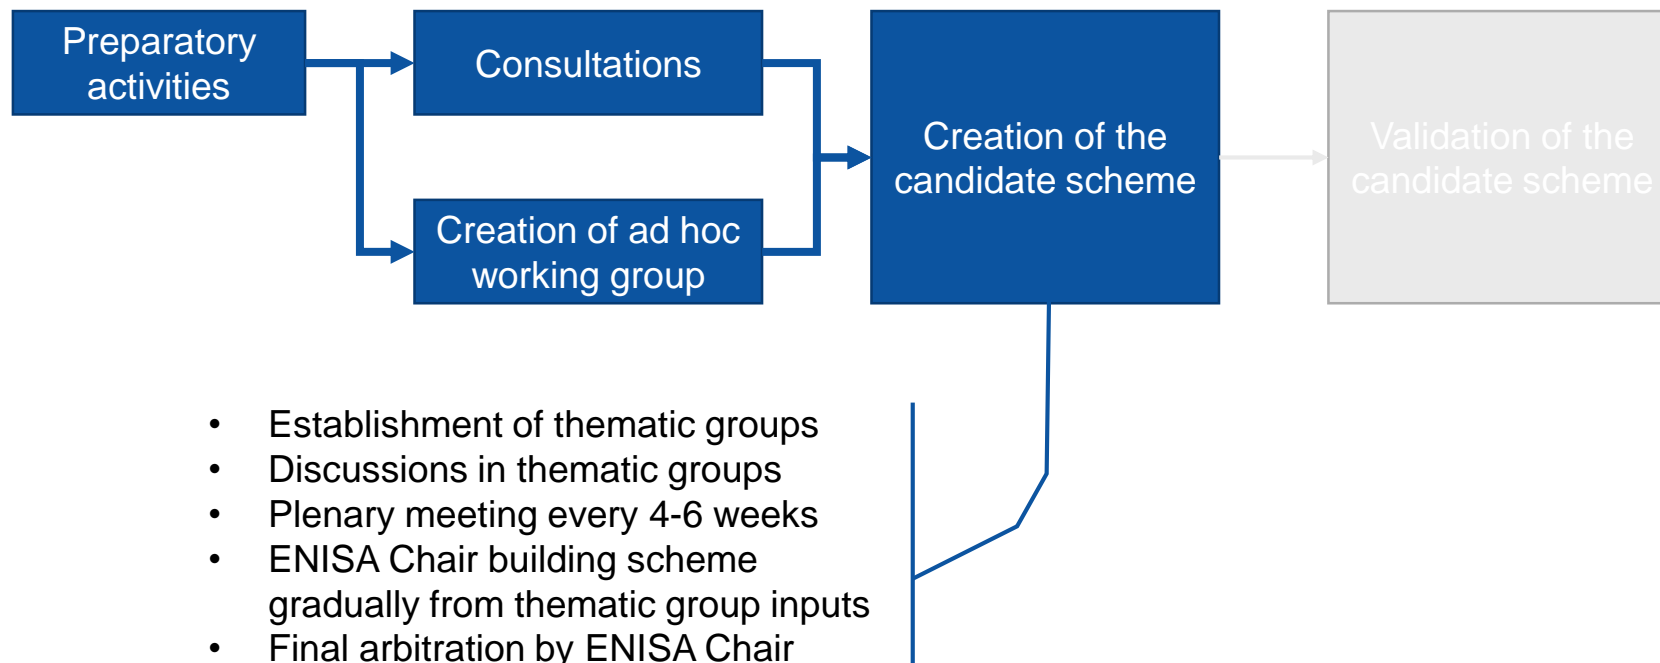 Preparatory
activities
Consultations
Creation of ad hoc
working group
Creation of the
candidate scheme
Validation of the
candidate scheme
• Establishment of thematic groups
• Discussions in thematic groups
• Plenary meeting every 4-6 weeks
• ENISA Chair building scheme
gradually from thematic group inputs
• Final arbitration by ENISA Chair